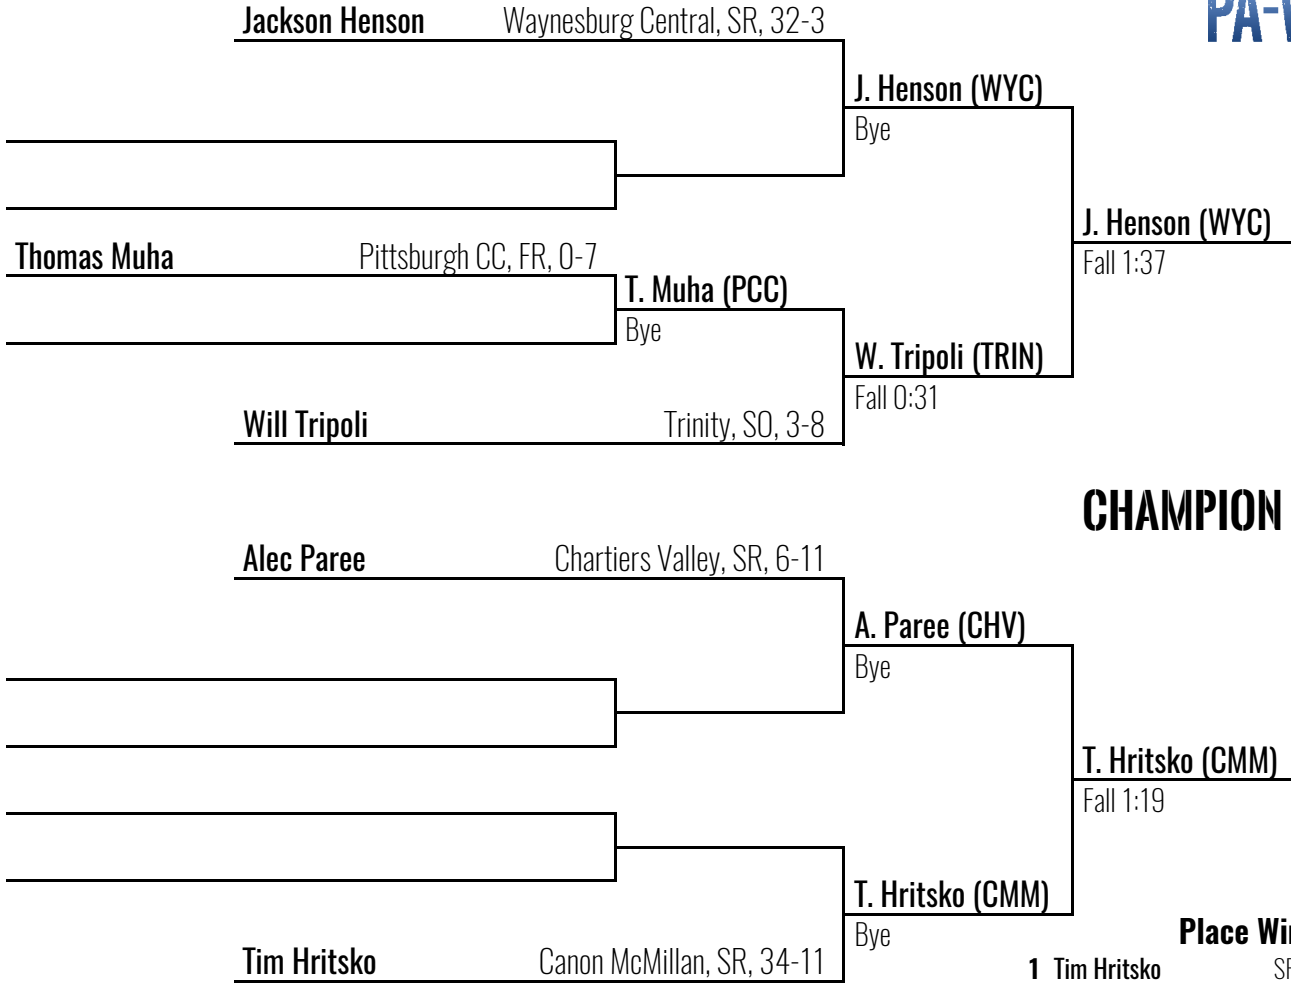 Jackson Henson Waynesburg Central, SR, 32-3
PA-
J. Henson (WYC)
Bye
J. Henson (WYC)
Fall 1:37
Thomas Muha Pittsburgh CC, FR, 0-7
T. Muha (PCC)
Bye
W. Tripoli (TRIN)
Fall 0:31
Will Tripoli Trinity, SO, 3-8
CHAMPION
Alec Paree Chartiers Valley, SR, 6-11
A. Paree (CHV)
Bye
T. Hritsko (CMM)
Fall 1:19
T. Hritsko (CMM)
Bye
Tim Hritsko Canon McMillan, SR, 34-11
Place
1 Tim Hritsko